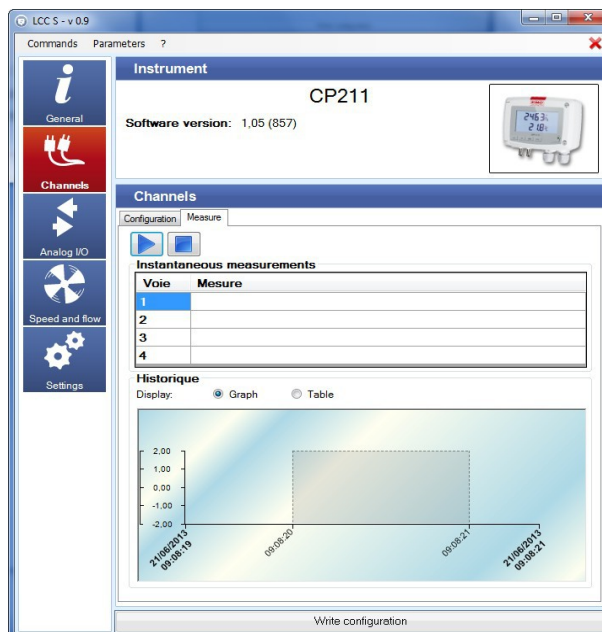 LCC S - v 0.9
Commands Parameters ?
General
Channels
Analog I/O
Speed and flow
Settings
Instrument
CP211
Software version: 1,05 (857)
Channels
Configuration Measure
Instantaneous measurements
Voie Mesure
1
2
3
4
Historique
Display: Graph Table
2,00
1,00
0,00
-1,00
-2,00
21/06/2013
09:08:19
09:08:20
09:08:21
21/06/2013
09:08:21
Write configuration